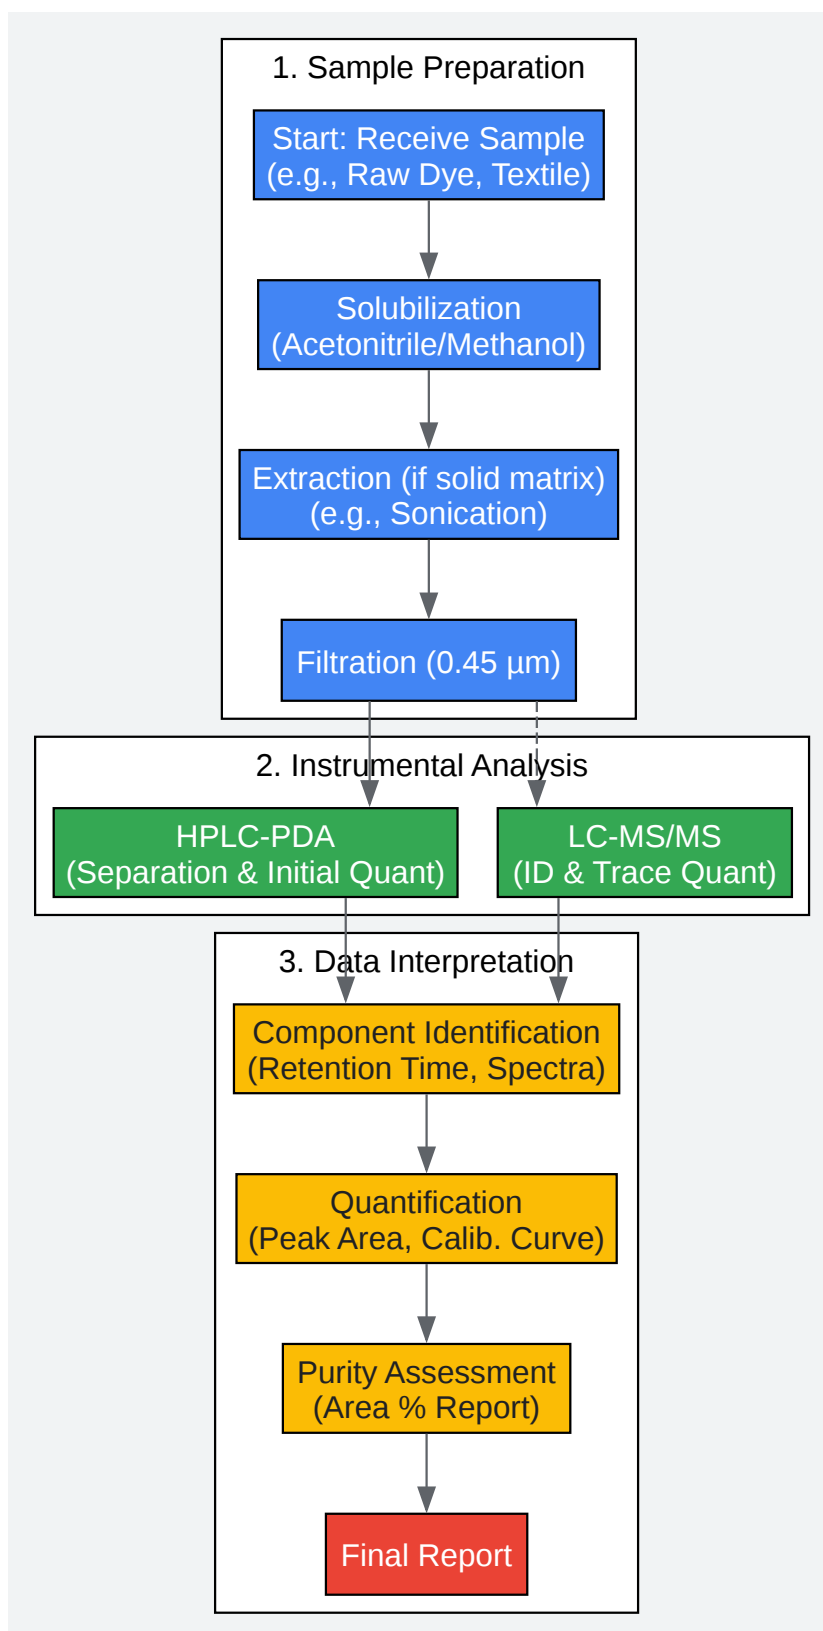 1. Sample Preparation
Start: Receive Sample
(e.g., Raw Dye, Textile)
Solubilization
(Acetonitrile/Methanol)
Extraction (if solid matrix)
(e.g., Sonication)
Filtration (0.45 µm)
2. Instrumental Analysis
HPLC-PDA
(Separation & Initial Quant)
LC-MS/MS
(ID & Trace Quant)
3. Data Interpretation
Component Identification
(Retention Time, Spectra)
Quantification
(Peak Area, Calib. Curve)
Purity Assessment
(Area % Report)
Final Report